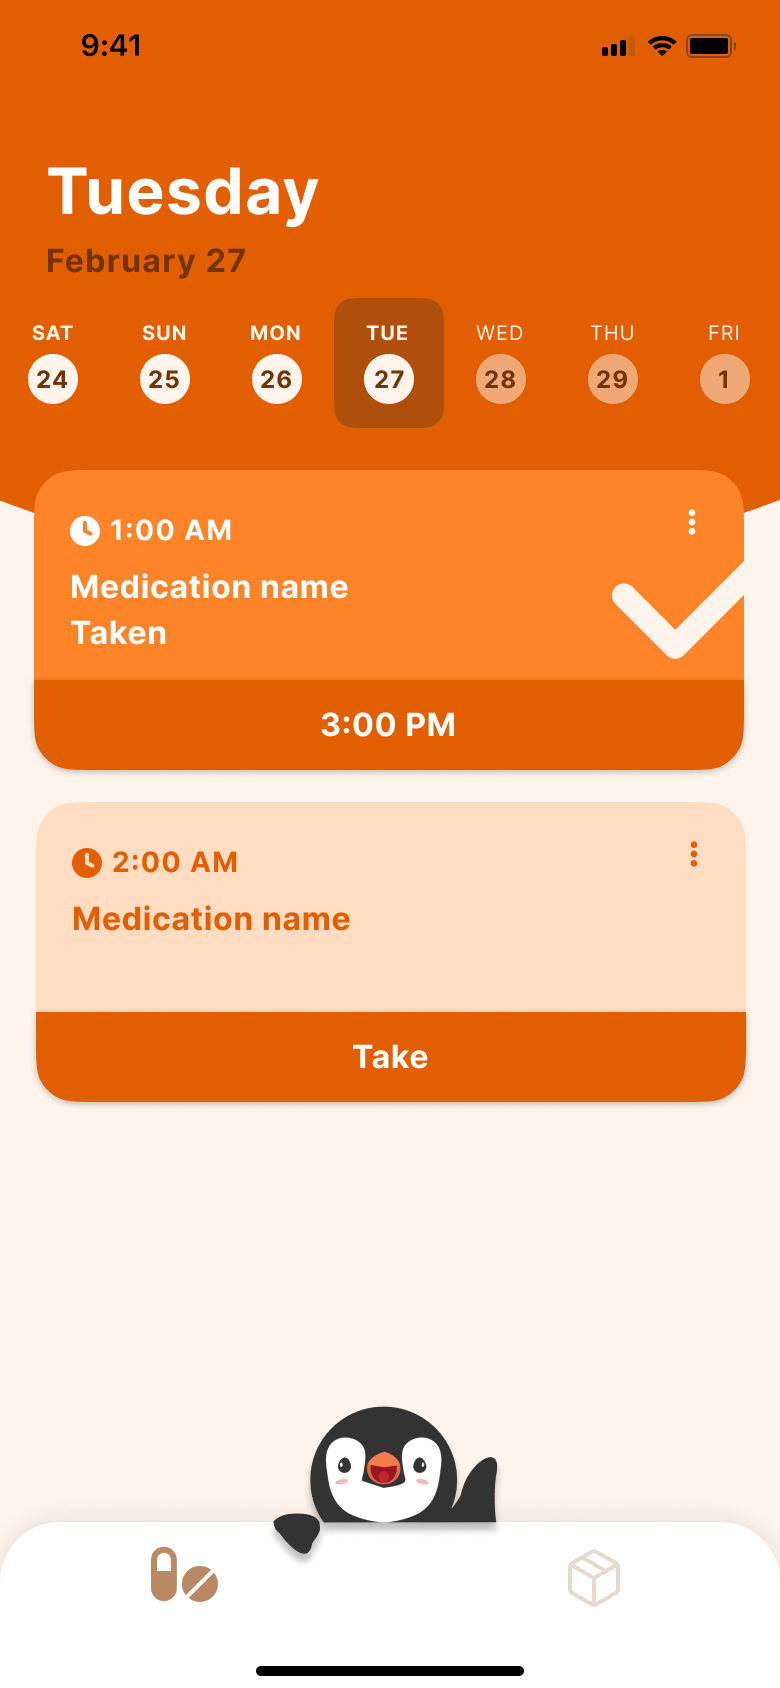 9:41
Tuesday
February 27
SAT SUN MON TUE WED THU FRI
24 25 26 27 28 29 1
1:00 AM
Medication name
Taken
3:00 PM
2:00 AM
Medication name
Take